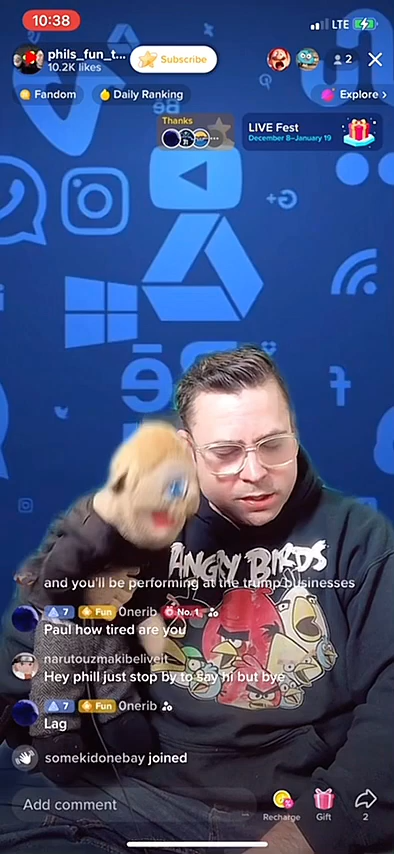 10:38
LTE
phils_fun_t...
10.2K likes
Subscribe
2
Fandom
Daily Ranking
Explore >
Thanks
LIVE Fest
December 8–January 19
G+
Bē
f
ANGRY BIRDS
and you'll be performing at the trump businesses
7 Fun 0nerib No. 1
Paul how tired are you
narutouzmakibeliveit
Hey phill just stop by to say hi but bye
7 Fun 0nerib
Lag
somekidonebay joined
Add comment
Recharge
Gift
2